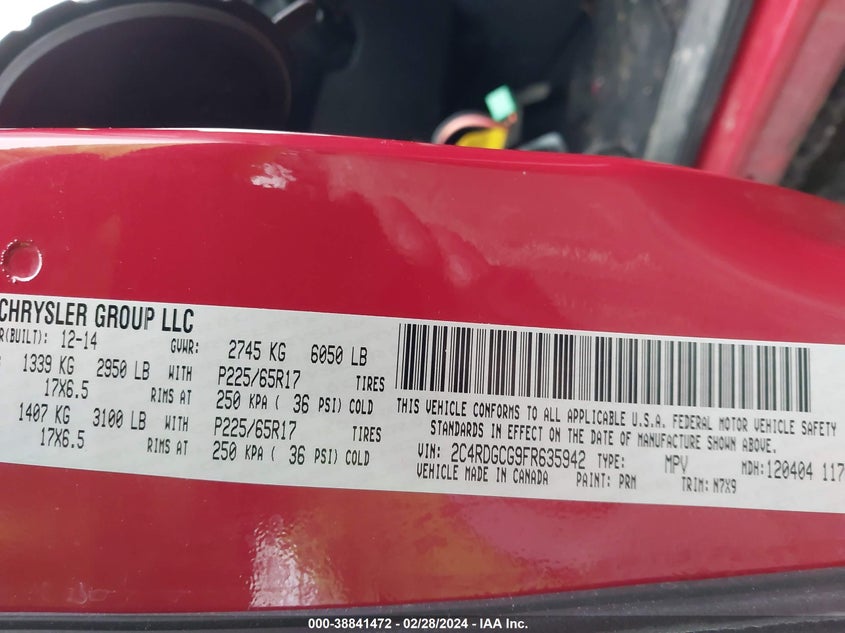 CHRYSLER GROUP LLC
R(BUILT): 12-14 GVWR: 2745 KG 6050 LB
1339 KG 2950 LB WITH P225/65R17 TIRES
17X6.5 RIMS AT 250 KPA ( 36 PSI) COLD
1407 KG 3100 LB WITH P225/65R17 TIRES
17X6.5 RIMS AT 250 KPA ( 36 PSI) COLD
THIS VEHICLE CONFORMS TO ALL APPLICABLE U.S.A. FEDERAL MOTOR VEHICLE SAFETY
STANDARDS IN EFFECT ON THE DATE OF MANUFACTURE SHOWN ABOVE.
VIN: 2C4RDGCG9FR635942 TYPE: MPV MDH:120404 117
VEHICLE MADE IN CANADA PAINT: PRM TRIM: N7X9
000-38841472 - 02/28/2024 - IAA Inc.